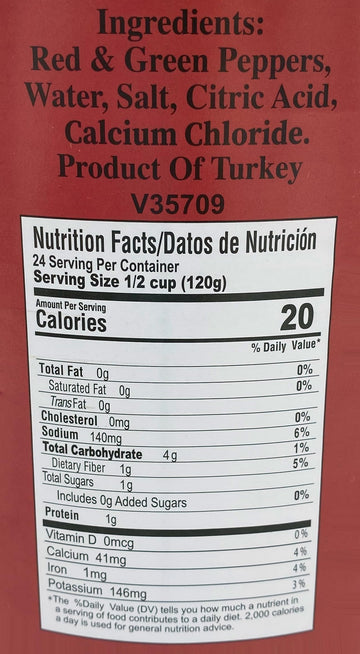 Ingredients:
Red & Green Peppers,
Water, Salt, Citric Acid,
Calcium Chloride.
Product Of Turkey
V35709
Nutrition Facts/Datos de Nutrición
24 Serving Per Container
Serving Size 1/2 cup (120g)
Amount Per Serving
Calories 20
% Daily Value*
Total Fat 0g 0%
Saturated Fat 0g 0%
Trans Fat 0g
Cholesterol 0mg 0%
Sodium 140mg 6%
Total Carbohydrate 4g 1%
Dietary Fiber 1g 5%
Total Sugars 1g
Includes 0g Added Sugars 0%
Protein 1g
Vitamin D 0mcg 0%
Calcium 41mg 4%
Iron 1mg 4%
Potassium 146mg 3%
*The %Daily Value (DV) tells you how much a nutrient in
a serving of food contributes to a daily diet. 2,000 calories
a day is used for general nutrition advice.